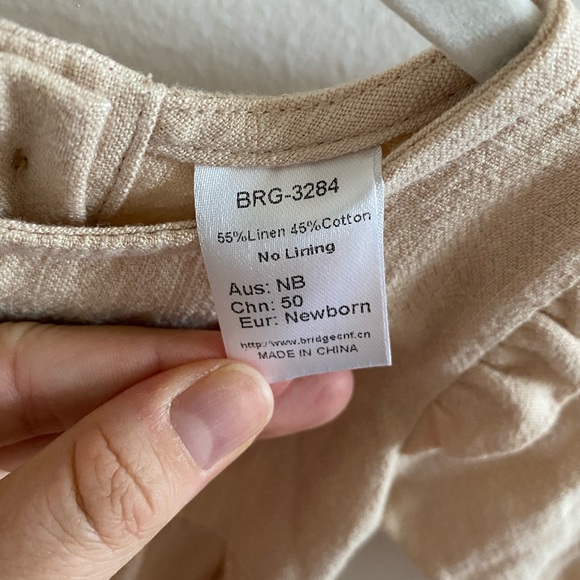 BRG-3284
55%Linen 45%Cotton
No Lining
Aus: NB
Chn: 50
Eur: Newborn
http://www.bridgecnf.cn
MADE IN CHINA